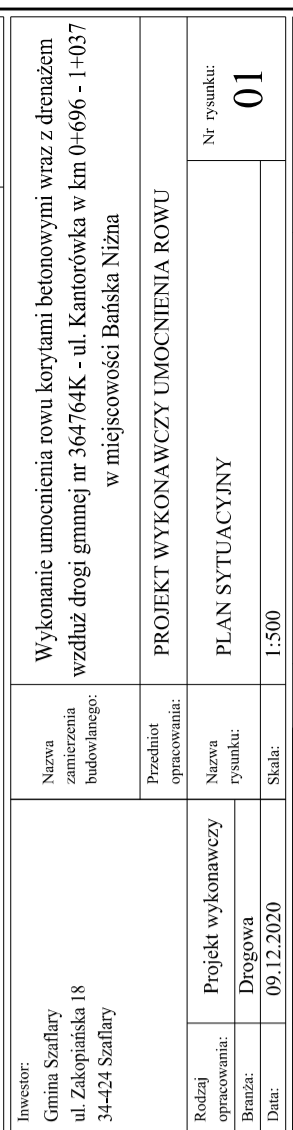 Inwestor:
Gmina Szaflary
ul. Zakopiańska 18
34-424 Szaflary
Nazwa
zamierzenia
budowlanego:
Wykonanie umocnienia rowu korytami betonowymi wraz z drenażem
wzdłuż drogi gmnnej nr 364764K - ul. Kantorówka w km 0+696 - 1+037
w miejscowości Bańska Niżna
Przedniot
opracowania:
PROJEKT WYKONAWCZY UMOCNIENIA ROWU
Rodzaj
opracowania:
Projekt wykonawczy
Nazwa
rysunku:
PLAN SYTUACYJNY
Nr rysunku:
01
Branża:
Drogowa
Data:
09.12.2020
Skala:
1:500